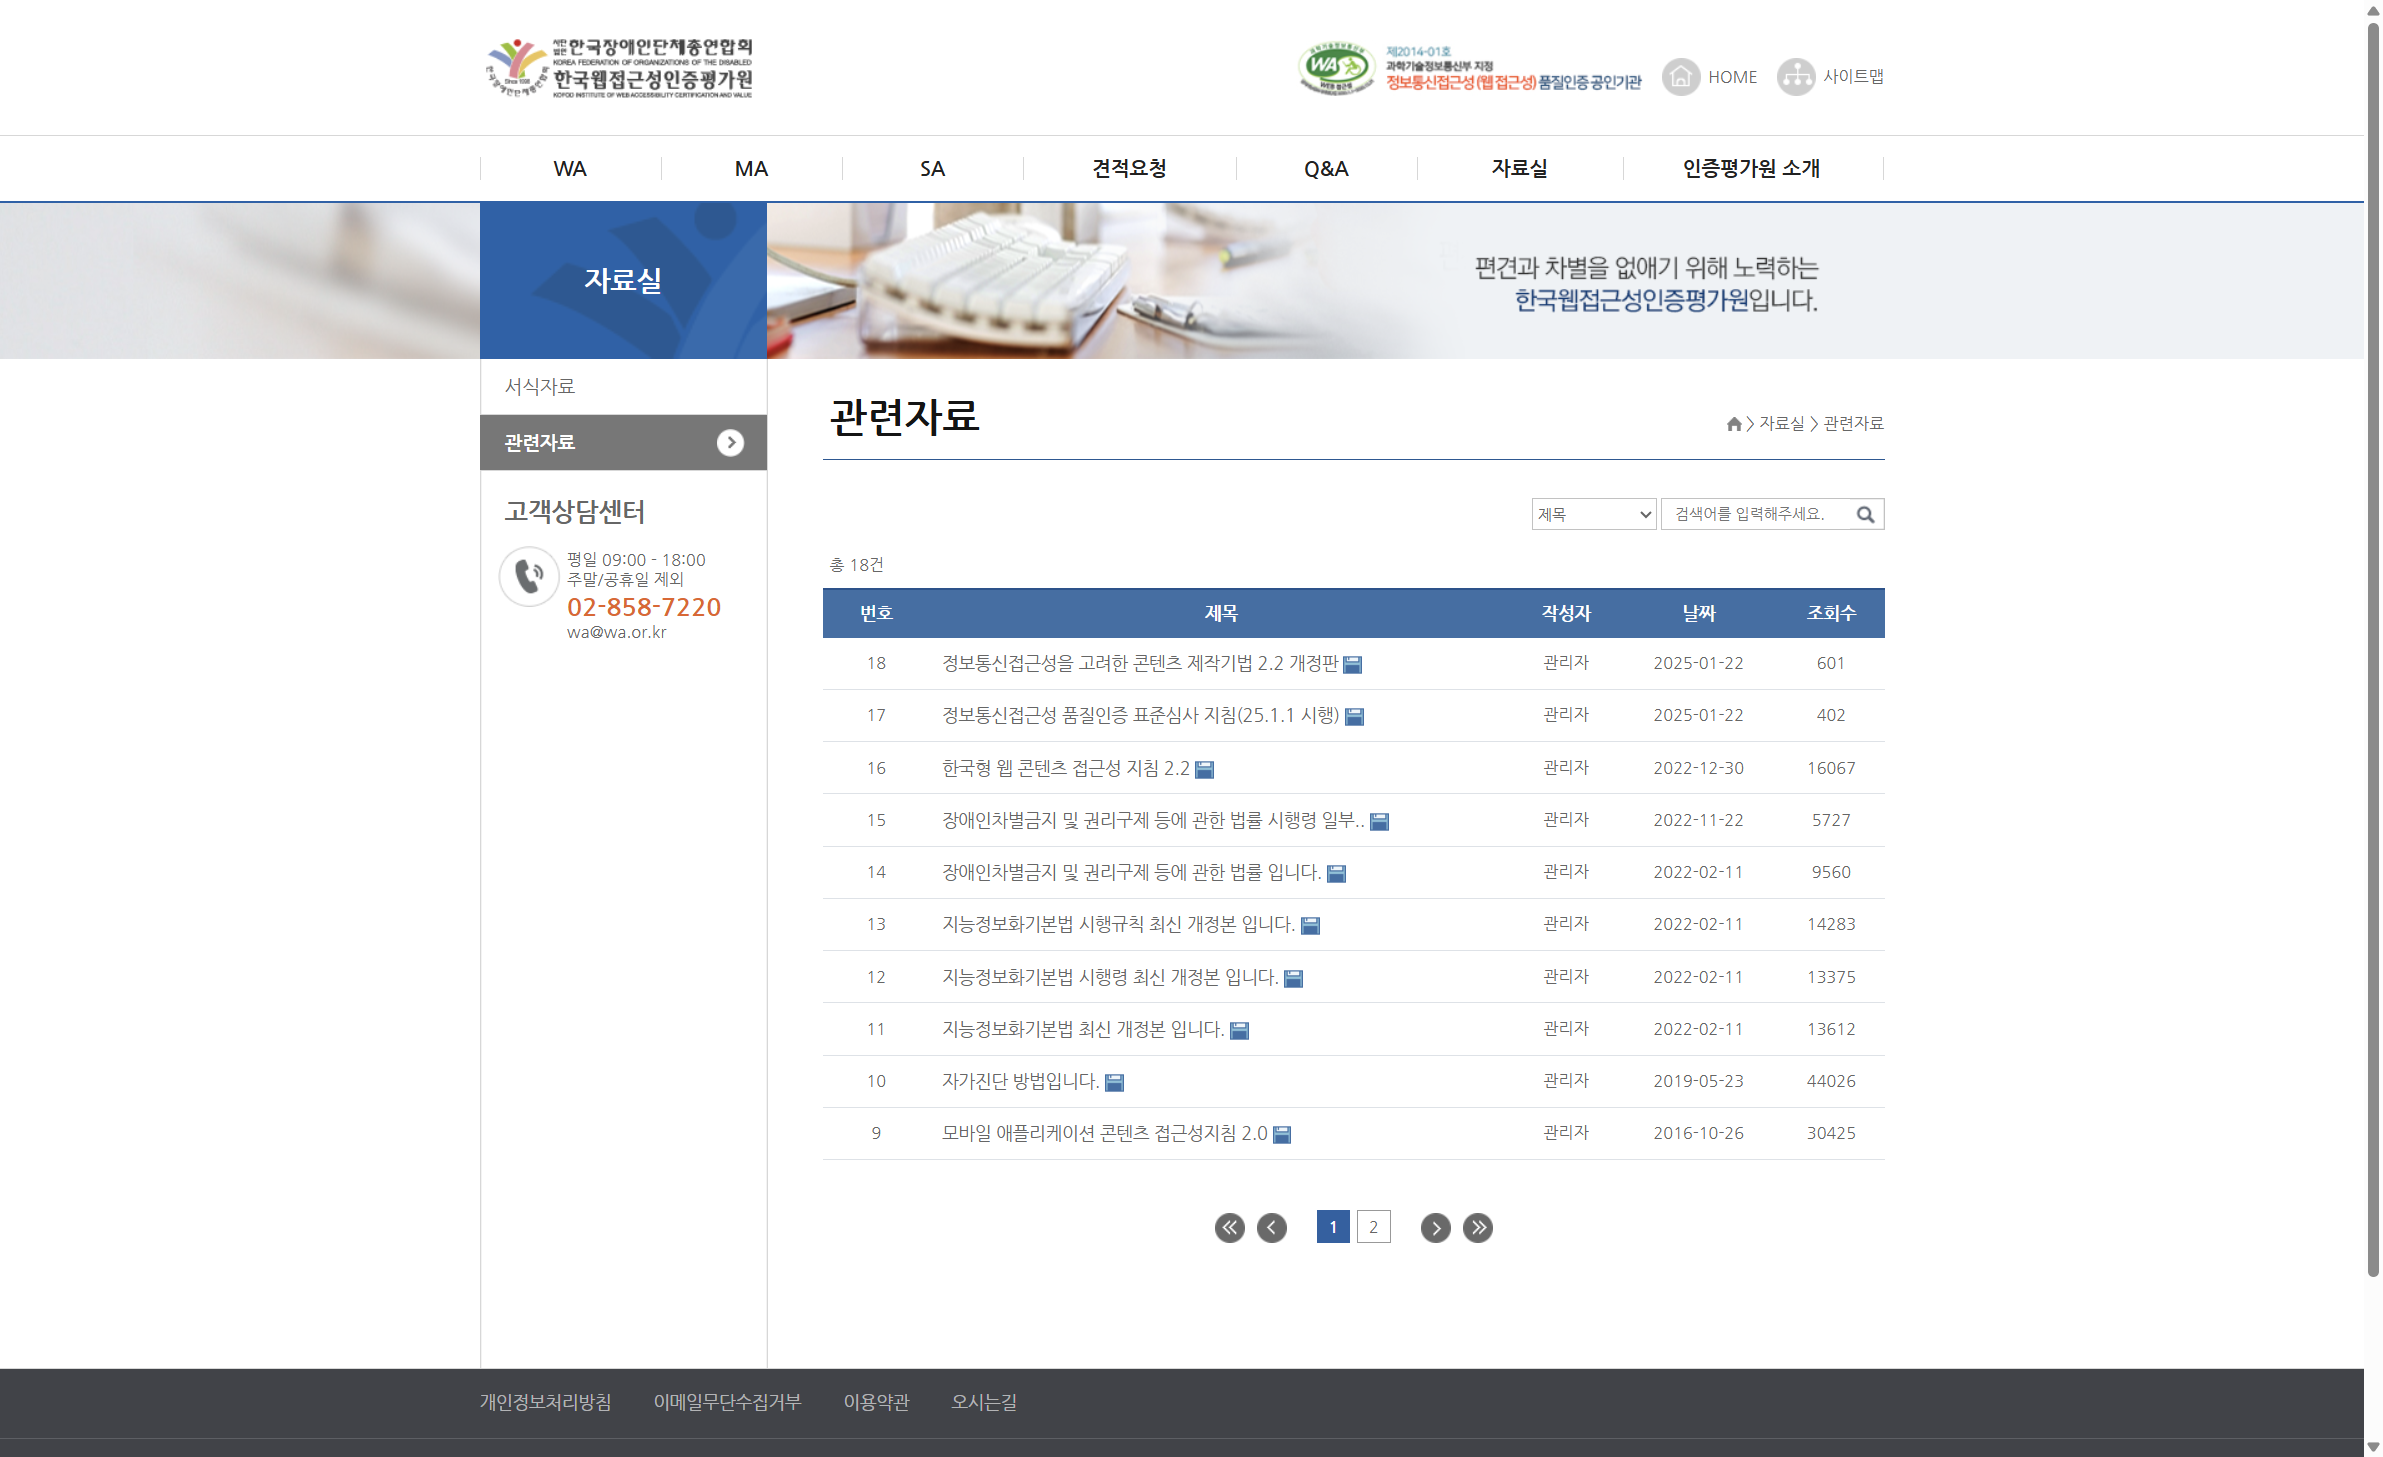 사단법인 한국장애인단체총연합회
KOREA FEDERATION OF ORGANIZATIONS OF THE DISABLED
한국웹접근성인증평가원
KOFOD INSTITUTE OF WEB ACCESSIBILITY CERTIFICATION AND VALUE
Since 1998
WA
WEB 접근성
제2014-01호
과학기술정보통신부 지정
정보통신접근성(웹 접근성) 품질인증 공인기관
HOME
사이트맵
WA
MA
SA
견적요청
Q&A
자료실
인증평가원 소개
자료실
편견과 차별을 없애기 위해 노력하는
한국웹접근성인증평가원입니다.
서식자료
관련자료
고객상담센터
평일 09:00 - 18:00
주말/공휴일 제외
02-858-7220
wa@wa.or.kr
관련자료
> 자료실 > 관련자료
제목
검색어를 입력해주세요.
총 18건
번호 제목 작성자 날짜 조회수
18 정보통신접근성을 고려한 콘텐츠 제작기법 2.2 개정판 관리자 2025-01-22 601
17 정보통신접근성 품질인증 표준심사 지침(25.1.1 시행) 관리자 2025-01-22 402
16 한국형 웹 콘텐츠 접근성 지침 2.2 관리자 2022-12-30 16067
15 장애인차별금지 및 권리구제 등에 관한 법률 시행령 일부.. 관리자 2022-11-22 5727
14 장애인차별금지 및 권리구제 등에 관한 법률 입니다. 관리자 2022-02-11 9560
13 지능정보화기본법 시행규칙 최신 개정본 입니다. 관리자 2022-02-11 14283
12 지능정보화기본법 시행령 최신 개정본 입니다. 관리자 2022-02-11 13375
11 지능정보화기본법 최신 개정본 입니다. 관리자 2022-02-11 13612
10 자가진단 방법입니다. 관리자 2019-05-23 44026
9 모바일 애플리케이션 콘텐츠 접근성지침 2.0 관리자 2016-10-26 30425
1 2
개인정보처리방침 이메일무단수집거부 이용약관 오시는길